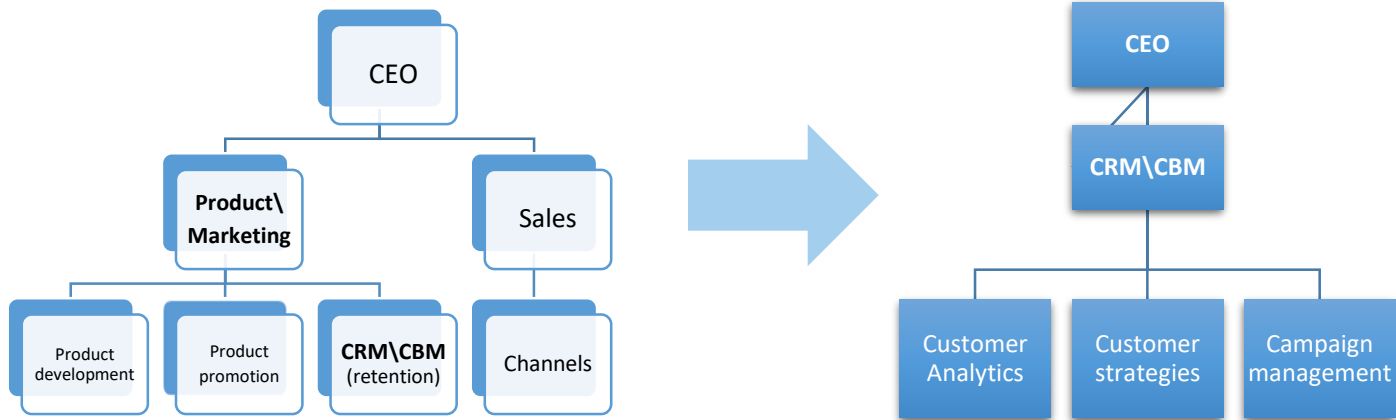 CEO
Product\
Marketing
Sales
Product
development
Product
promotion
CRM\CBM
(retention)
Channels
CEO
CRM\CBM
Customer
Analytics
Customer
strategies
Campaign
management